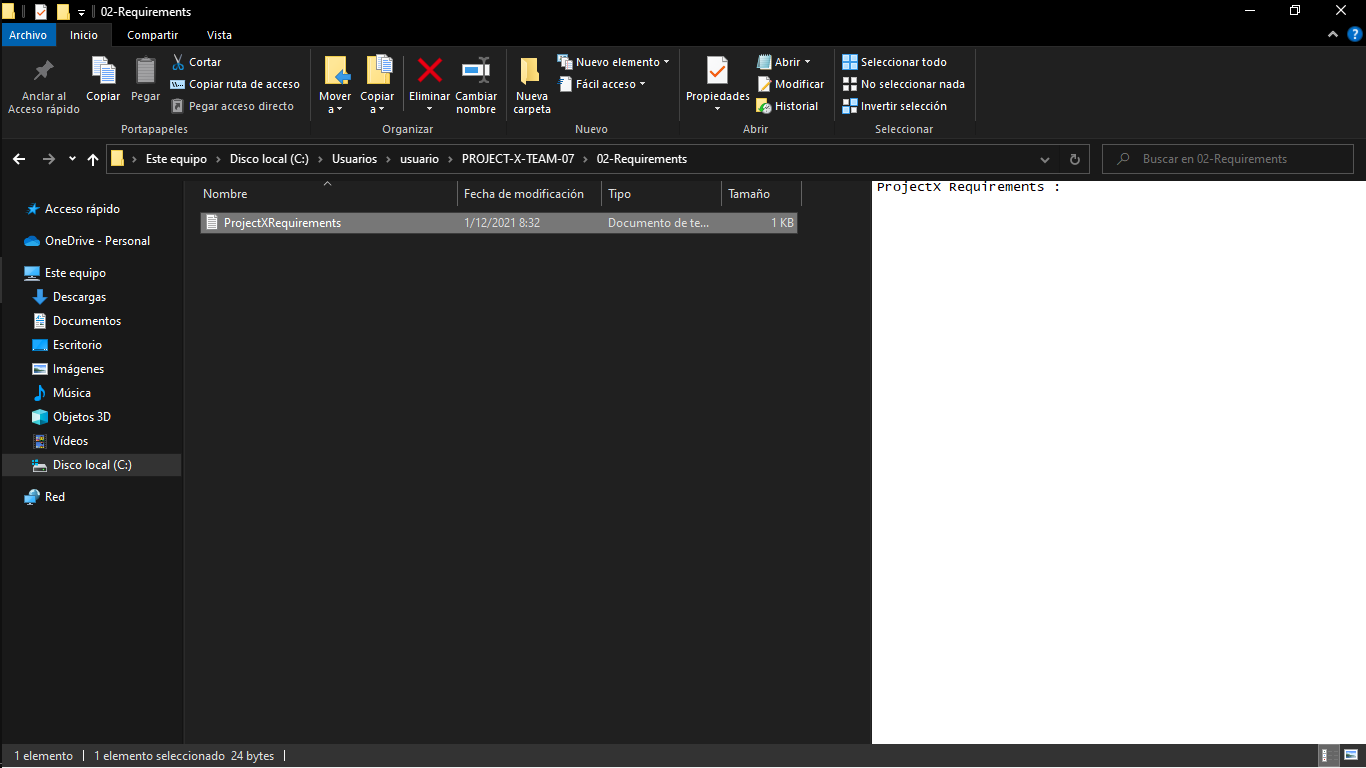 02-Requirements
Archivo Inicio Compartir Vista
Anclar al
Acceso rápido
Copiar
Pegar
Cortar
Copiar ruta de acceso
Pegar acceso directo
Portapapeles
Mover
a
Copiar
a
Eliminar
Cambiar
nombre
Organizar
Nueva
carpeta
Nuevo elemento
Fácil acceso
Nuevo
Propiedades
Abrir
Modificar
Historial
Abrir
Seleccionar todo
No seleccionar nada
Invertir selección
Seleccionar
Este equipo Disco local (C:) Usuarios usuario PROJECT-X-TEAM-07 02-Requirements
Buscar en 02-Requirements
Acceso rápido
OneDrive - Personal
Este equipo
Descargas
Documentos
Escritorio
Imágenes
Música
Objetos 3D
Vídeos
Disco local (C:)
Red
Nombre Fecha de modificación Tipo Tamaño
ProjectXRequirements 1/12/2021 8:32 Documento de te... 1 KB
ProjectX Requirements :
1 elemento 1 elemento seleccionado 24 bytes